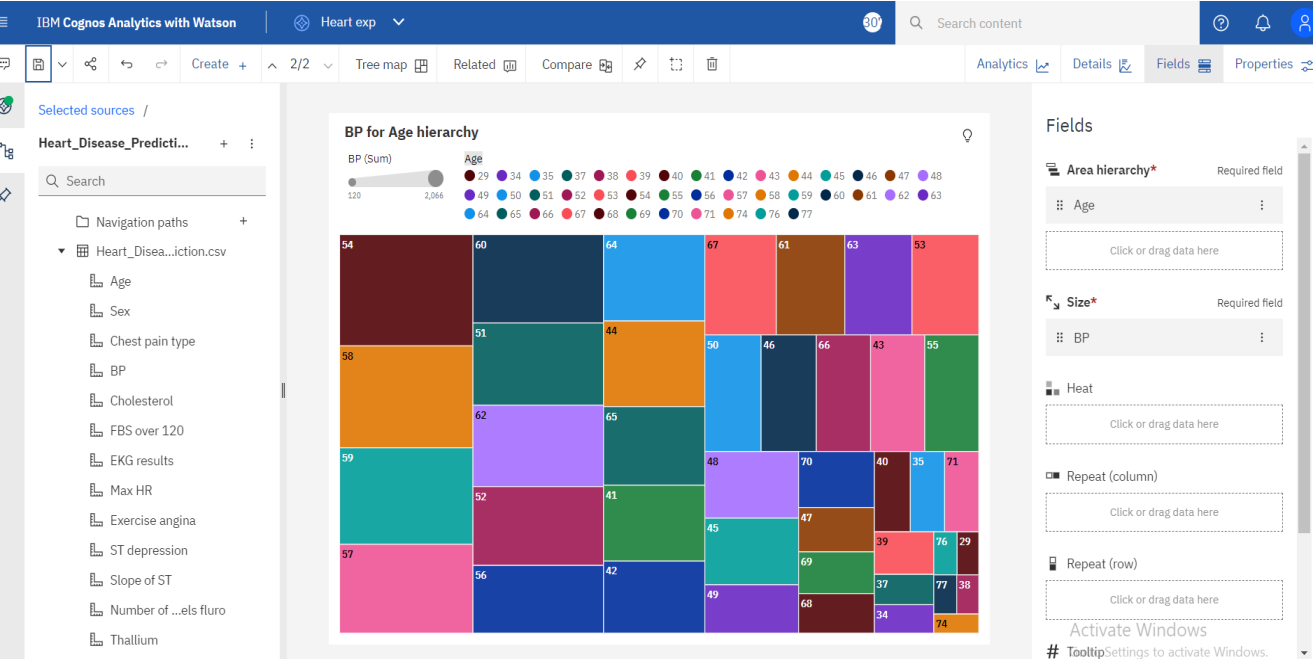 IBM Cognos Analytics with Watson
Heart exp
30'
Search content
Create +
2/2
Tree map
Related
Compare
Analytics
Details
Fields
Properties
Selected sources /
Heart_Disease_Predicti...
Search
Navigation paths
Heart_Disea...iction.csv
Age
Sex
Chest pain type
BP
Cholesterol
FBS over 120
EKG results
Max HR
Exercise angina
ST depression
Slope of ST
Number of ...els fluro
Thallium
BP for Age hierarchy
BP (Sum)
120 2,066
Age
29 34 35 37 38 39 40 41 42 43 44 45 46 47 48
49 50 51 52 53 54 55 56 57 58 59 60 61 62 63
64 65 66 67 68 69 70 71 74 76 77
54 60 64 67 61 63 53
51 44
58
50 46 66 43 55
62 65
59
48 70 40 35 71
52 41
47
45
39 76 29
57
69
56 42
37 77 38
49
68
34
74
Fields
Area hierarchy* Required field
Age
Click or drag data here
Size* Required field
BP
Heat
Click or drag data here
Repeat (column)
Click or drag data here
Repeat (row)
Click or drag data here
Activate Windows
# Tooltip
Settings to activate Windows.